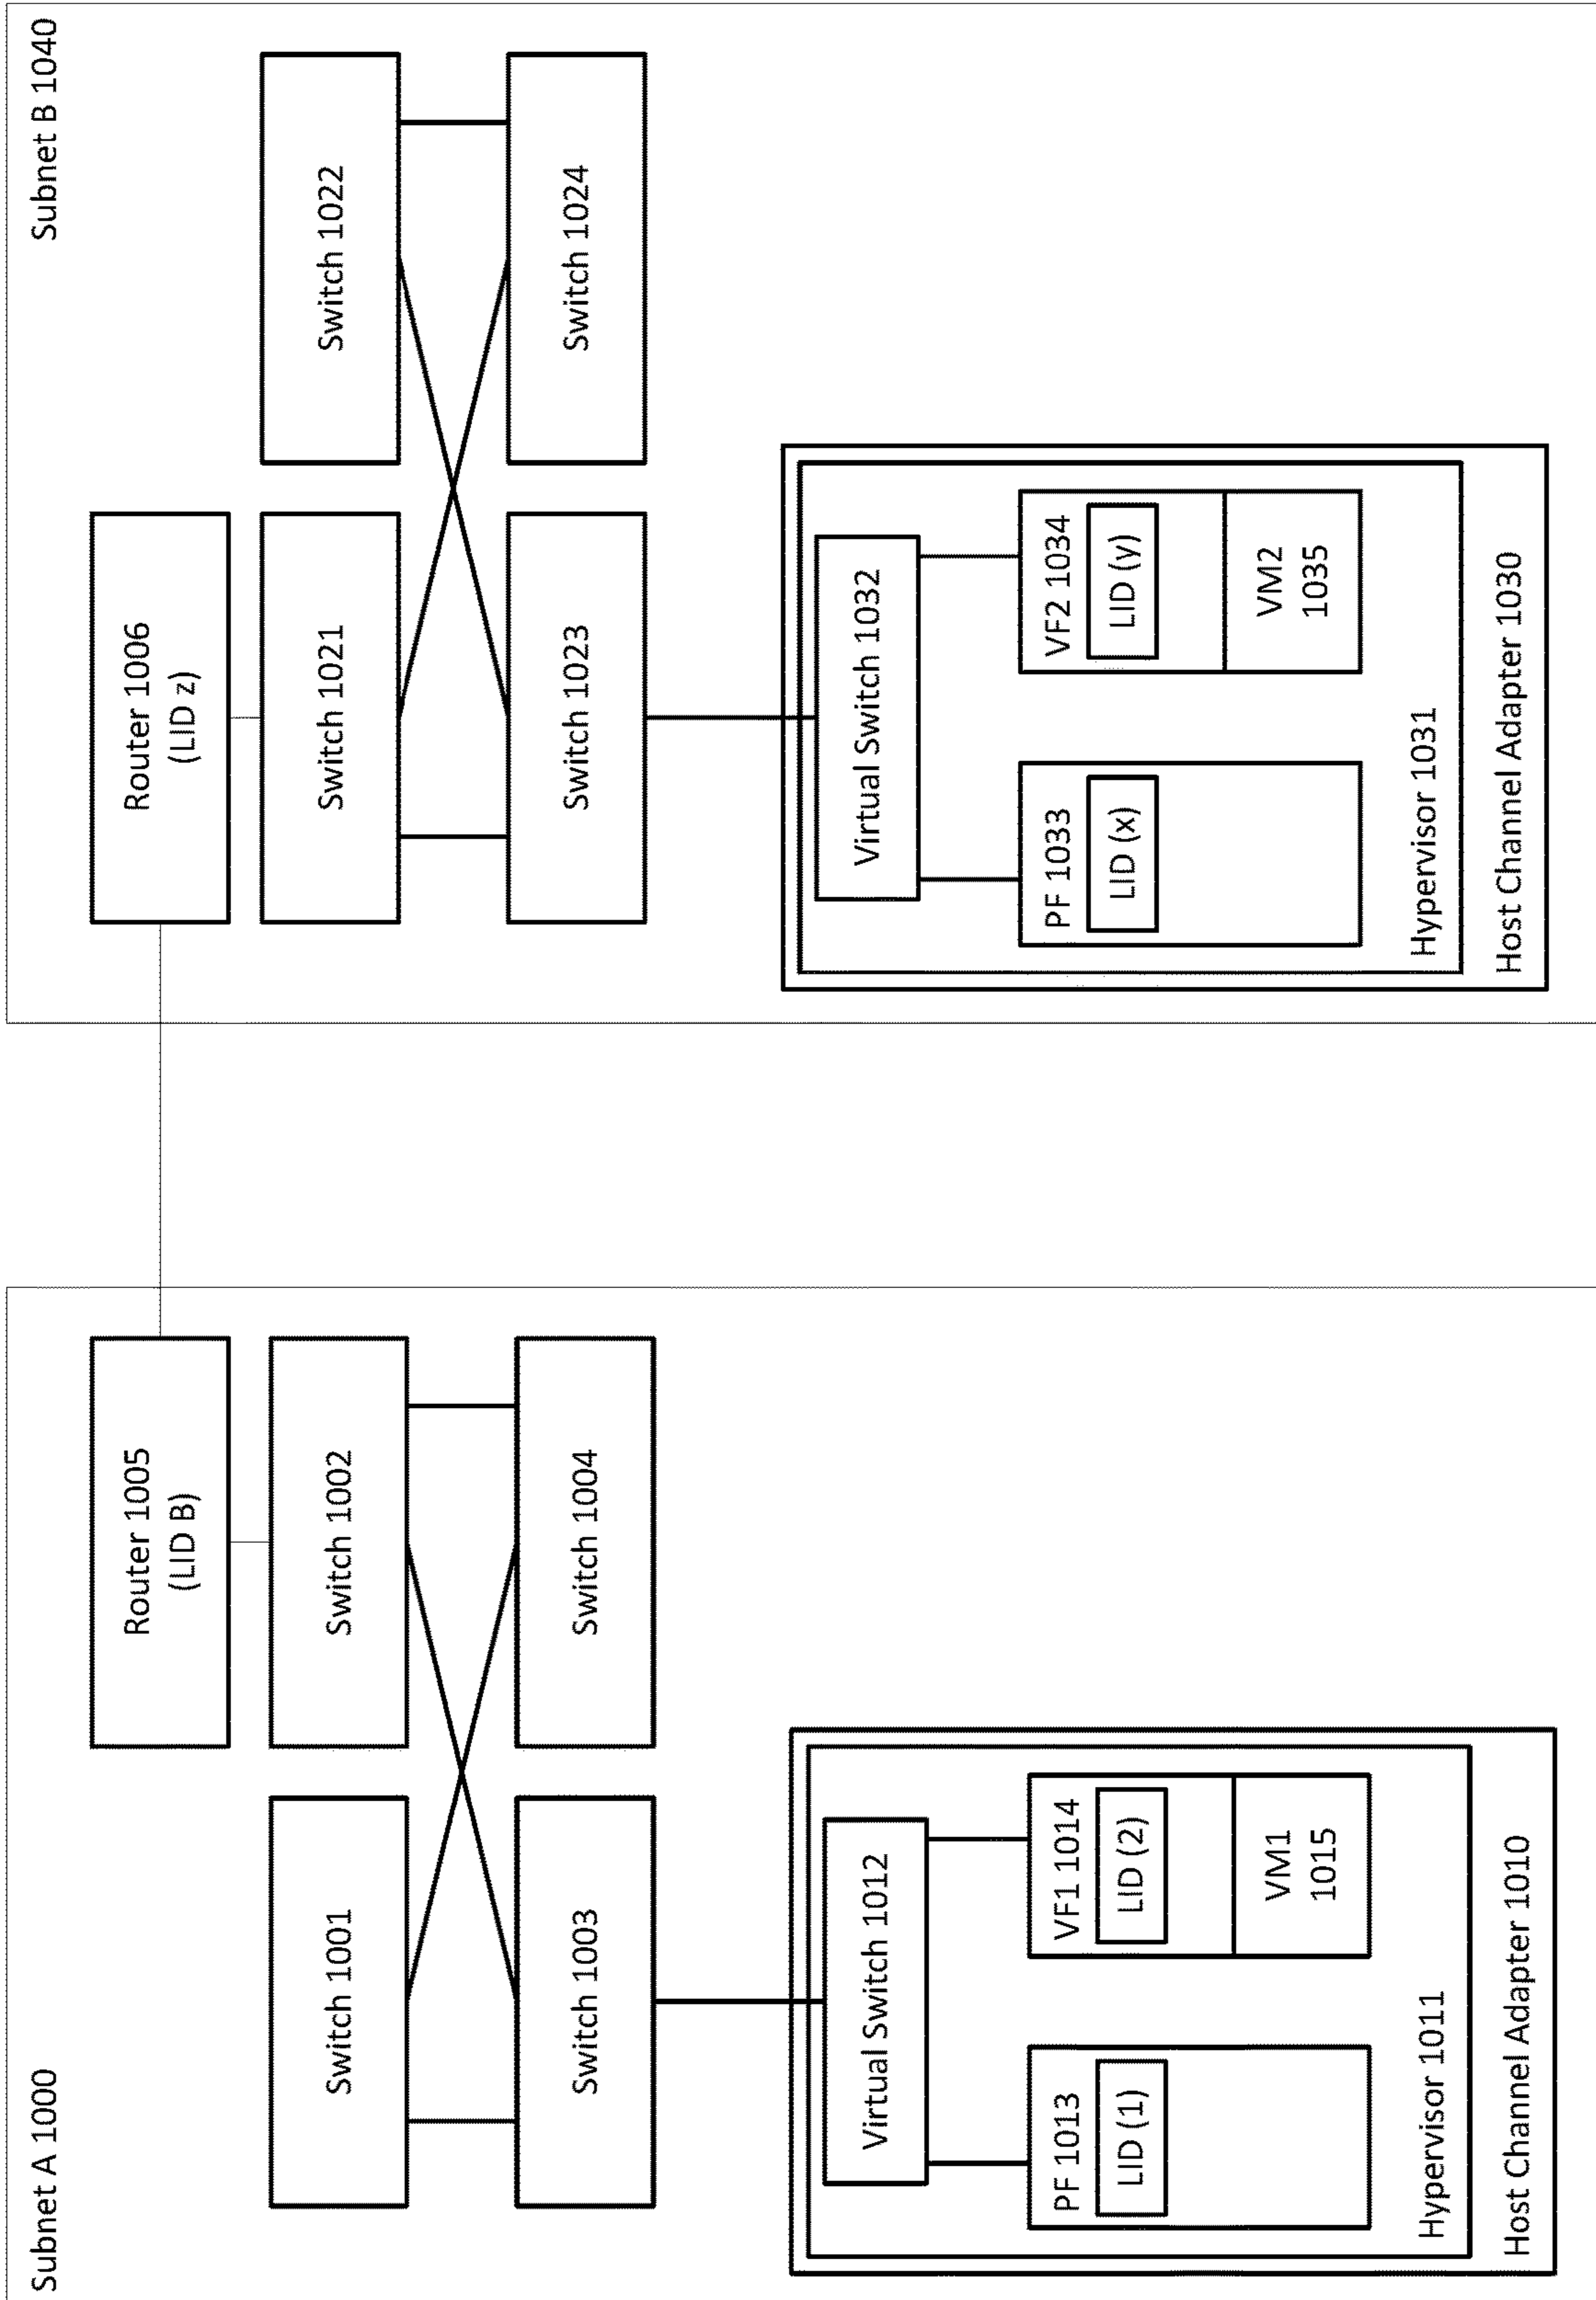 Subnet A 1000
Router 1005
(LID B)
Switch 1001
Switch 1002
Switch 1003
Switch 1004
Virtual Switch 1012
PF 1013
LID (1)
VF1 1014
LID (2)
VM1
1015
Hypervisor 1011
Host Channel Adapter 1010
Subnet B 1040
Router 1006
(LID z)
Switch 1021
Switch 1022
Switch 1023
Switch 1024
Virtual Switch 1032
PF 1033
LID (x)
VF2 1034
LID (y)
VM2
1035
Hypervisor 1031
Host Channel Adapter 1030